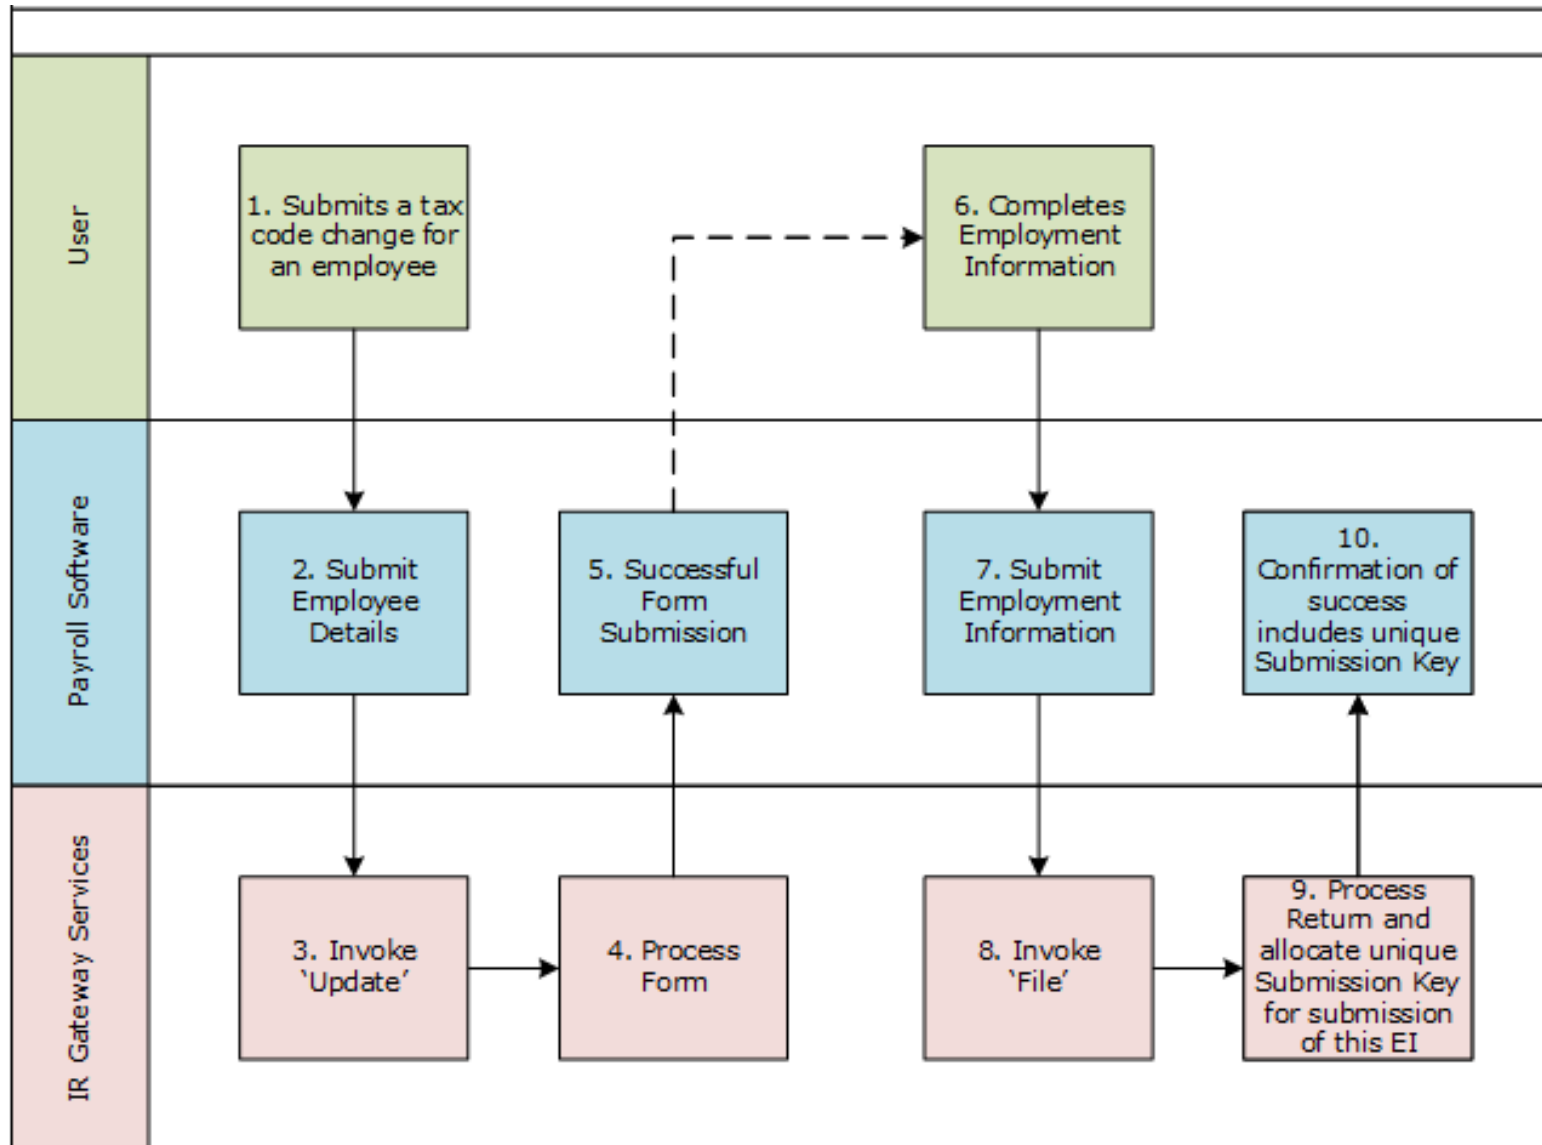 User
1. Submits a tax
code change for
an employee
6. Completes
Employment
Information
Payroll Software
2. Submit
Employee
Details
5. Successful
Form
Submission
7. Submit
Employment
Information
10.
Confirmation of
success
includes unique
Submission Key
IR Gateway Services
3. Invoke
‘Update’
4. Process
Form
8. Invoke
‘File’
9. Process
Return and
allocate unique
Submission Key
for submission
of this EI